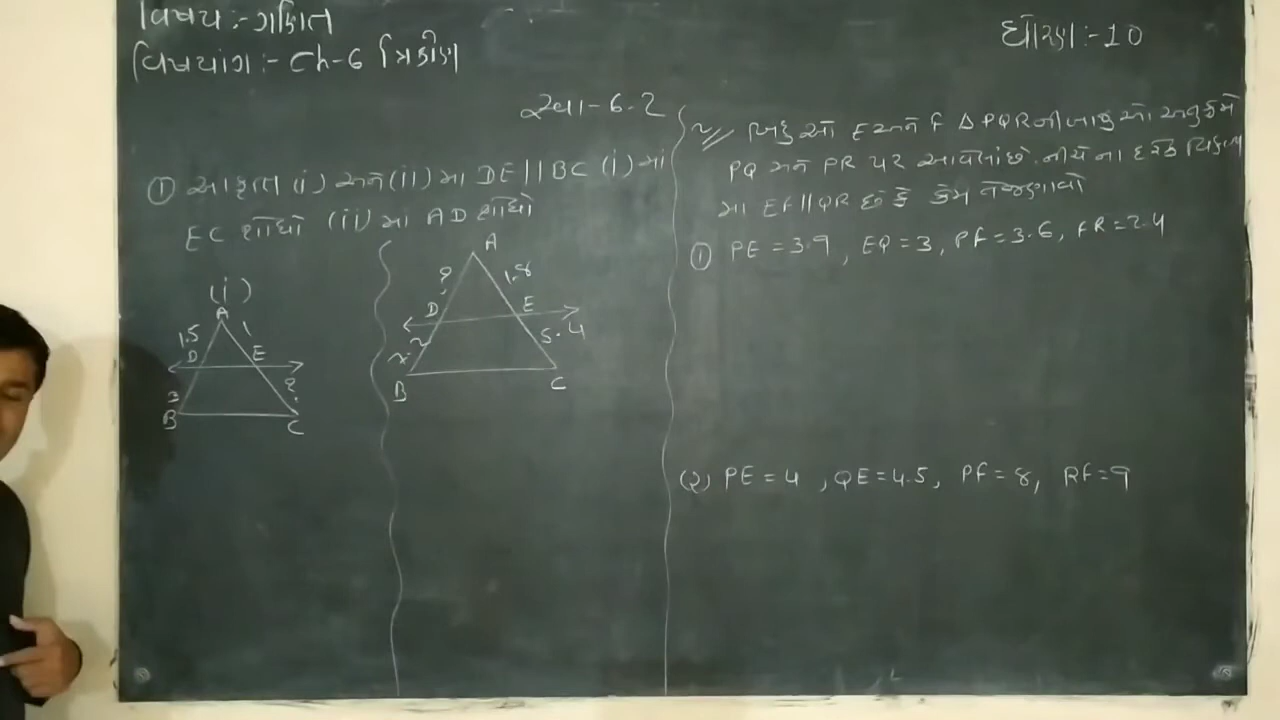 વિષય:- ગણિત
વિષયાંગ:- Ch-6 ત્રિકોણ
ધોરણ:- 10
સ્વા-6.2
① આકૃતિ (i) અને (ii) માં DE||BC (i) માં
EC શોધો (ii) માં AD શોધો
(i)
A
1.5 1
D E
3 ?
B C
A
? 1.8
D E
7.2 5.4
B C
૨ બિંદુઓ E અને F △PQR ની બાજુઓ અનુક્રમે
PQ અને PR પર આવેલાં છે. નીચેના દરેક વિકલ્પ
માં EF||QR છે કે કેમ તે જણાવો
① PE = 3.9, EQ = 3, PF = 3.6, FR = 2.4
(૨) PE = 4, QE = 4.5, PF = 8, RF = 9